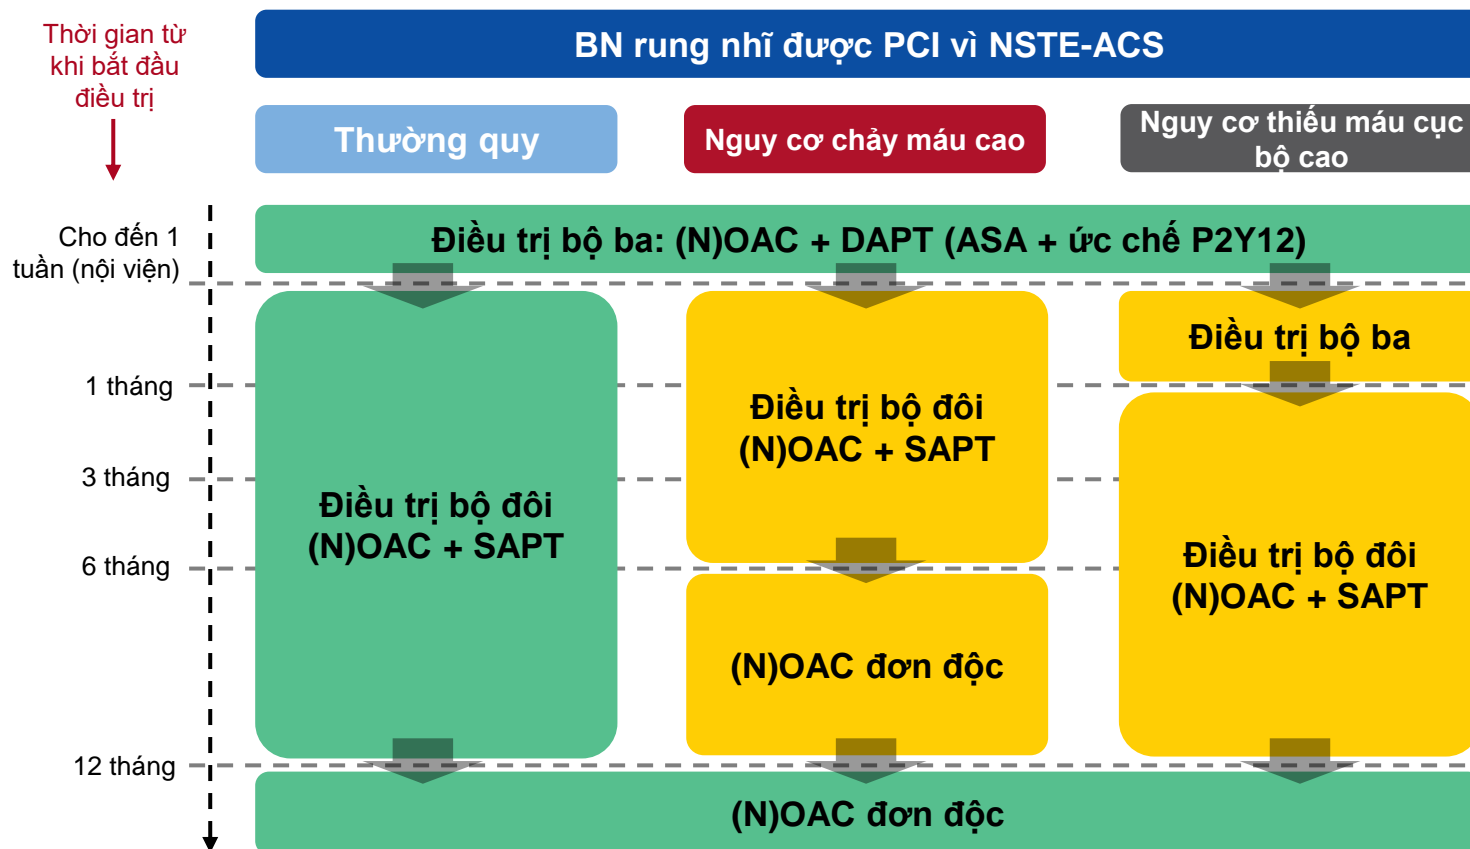 Thời gian từ
khi bắt đầu
điều trị
BN rung nhĩ được PCI vì NSTE-ACS
Thường quy
Nguy cơ chảy máu cao
Nguy cơ thiếu máu cục
bộ cao
Cho đến 1
tuần (nội viện)
Điều trị bộ ba: (N)OAC + DAPT (ASA + ức chế P2Y12)
Điều trị bộ ba
1 tháng
Điều trị bộ đôi
(N)OAC + SAPT
3 tháng
Điều trị bộ đôi
(N)OAC + SAPT
6 tháng
Điều trị bộ đôi
(N)OAC + SAPT
(N)OAC đơn độc
12 tháng
(N)OAC đơn độc